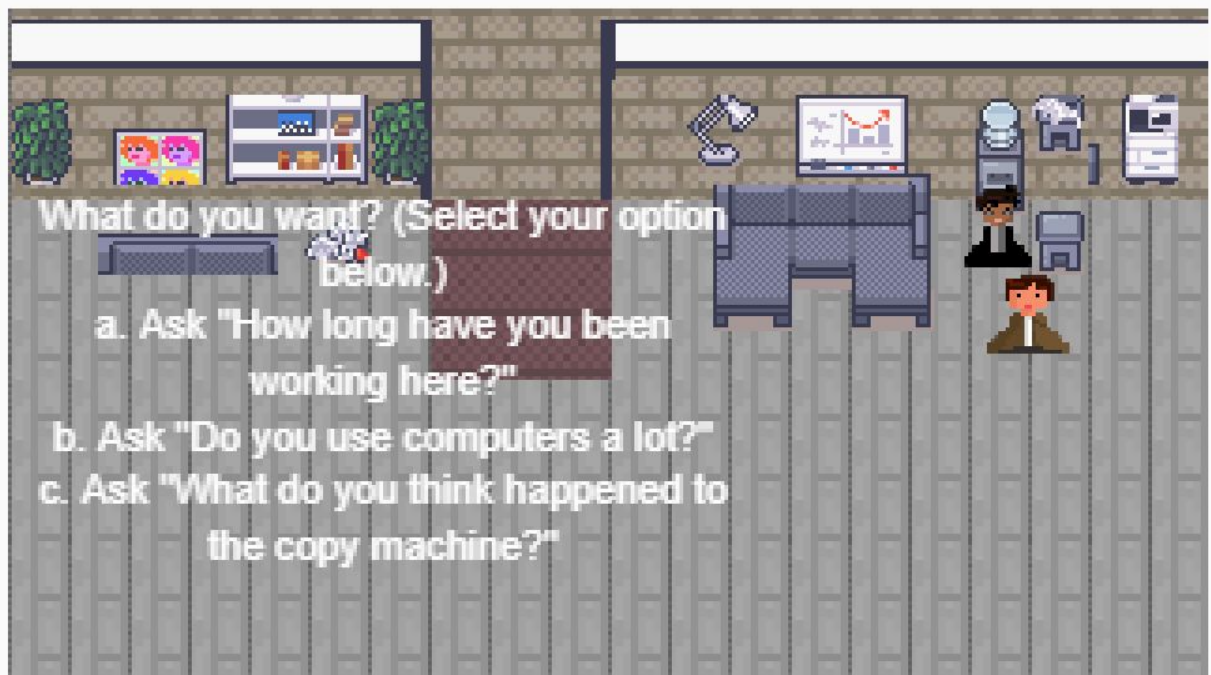 What do you want? (Select your option
below.)
a. Ask "How long have you been
working here?"
b. Ask "Do you use computers a lot?"
c. Ask "What do you think happened to
the copy machine?"